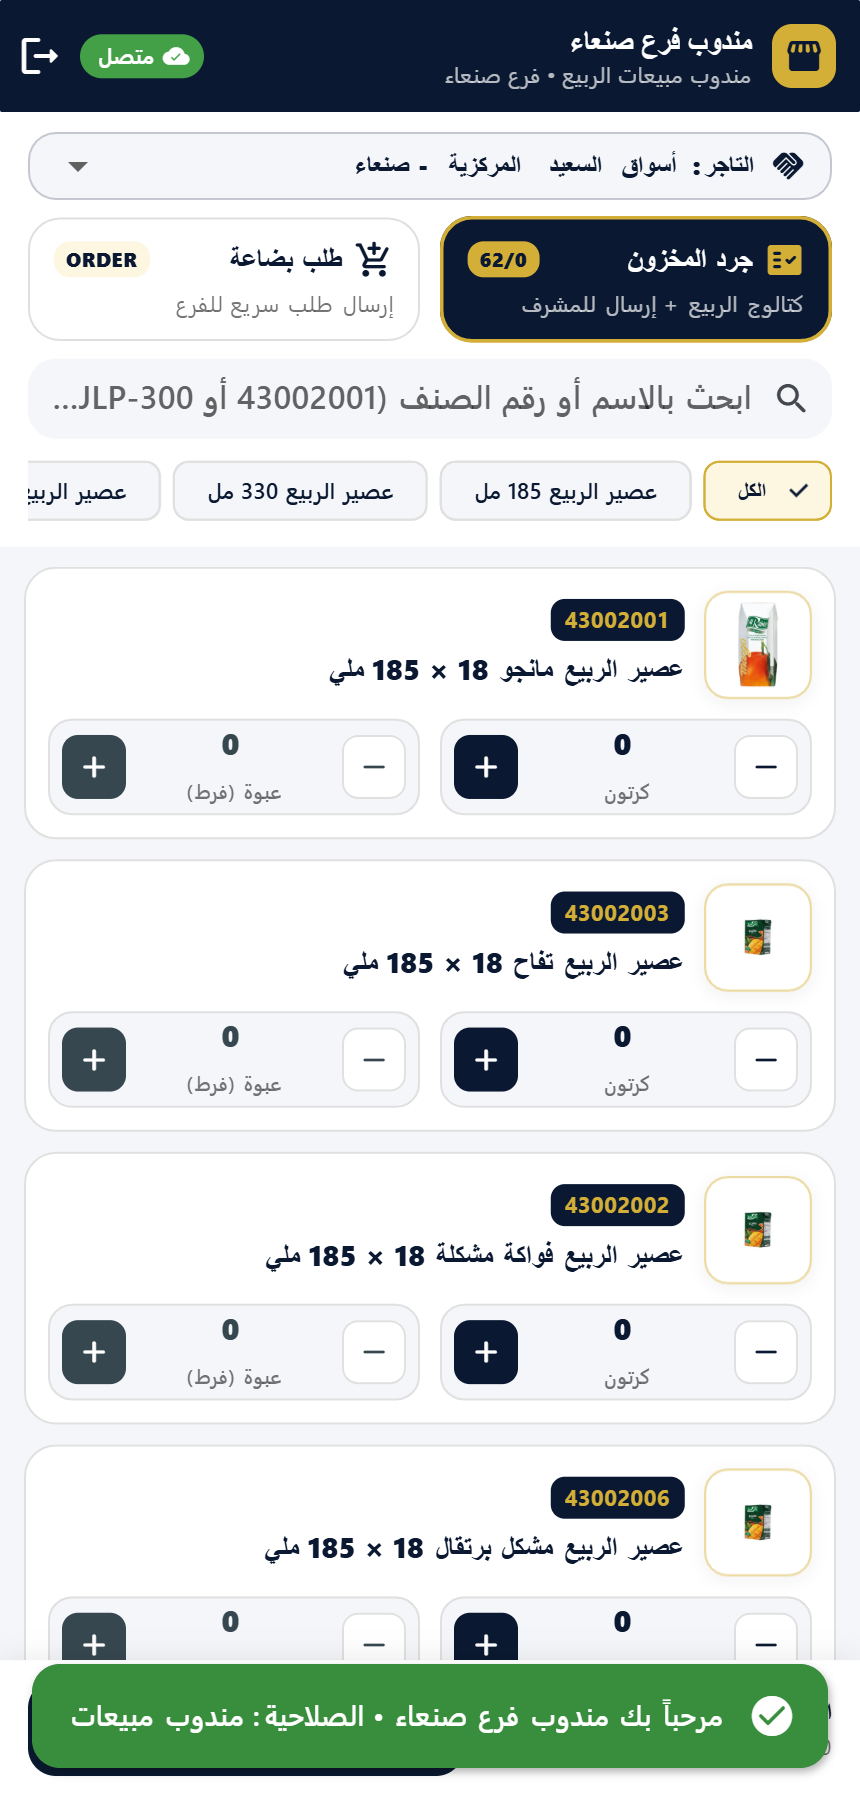 مندوب فرع صنعاء
مندوب مبيعات الربيع • فرع صنعاء
متصل
التاجر: أسواق السعيد المركزية - صنعاء
جرد المخزون
62/0
كتالوج الربيع + إرسال للمشرف
طلب بضاعة
ORDER
إرسال طلب سريع للفرع
ابحث بالاسم أو رقم الصنف (43002001 أو JLP-300...
الكل
عصير الربيع 185 مل
عصير الربيع 330 مل
عصير الربيع
43002001
عصير الربيع مانجو 18 × 185 ملي
0
كرتون
0
عبوة (فرط)
43002003
عصير الربيع تفاح 18 × 185 ملي
0
كرتون
0
عبوة (فرط)
43002002
عصير الربيع فواكة مشكلة 18 × 185 ملي
0
كرتون
0
عبوة (فرط)
43002006
عصير الربيع مشكل برتقال 18 × 185 ملي
0
0
مرحباً بك مندوب فرع صنعاء • الصلاحية: مندوب مبيعات